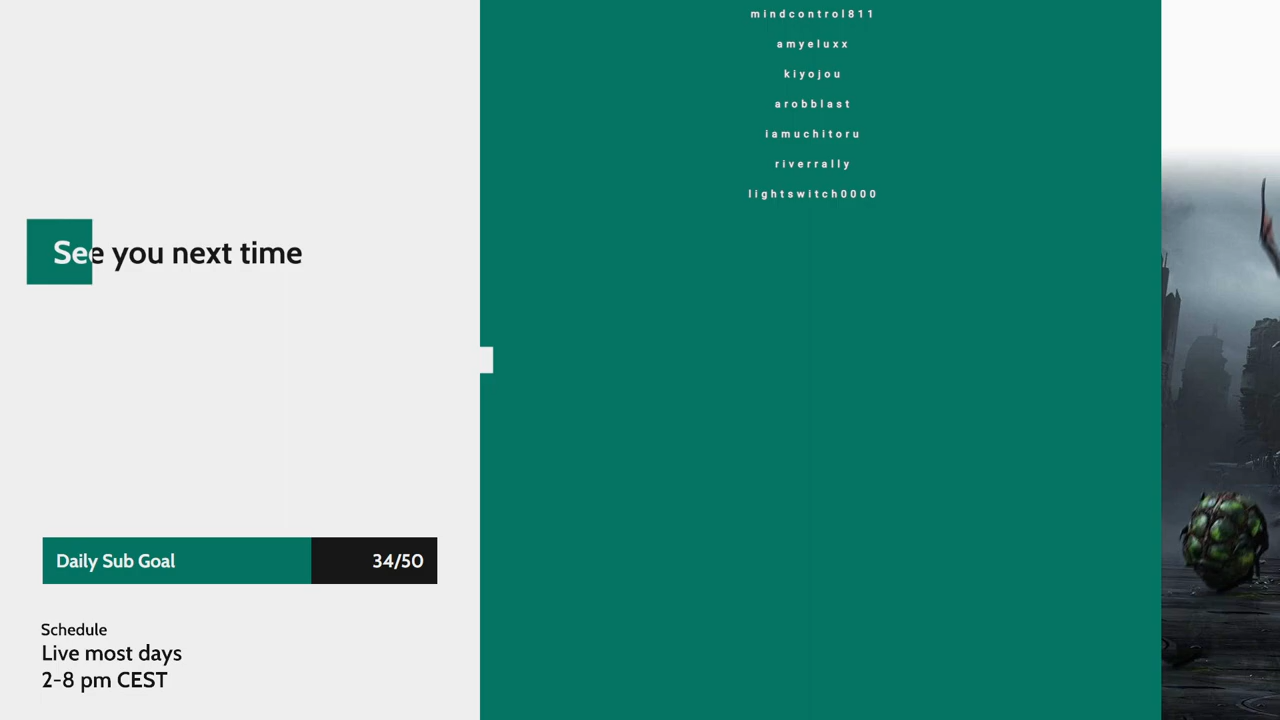 See you next time
Daily Sub Goal 34/50
Schedule
Live most days
2-8 pm CEST
mindcontrol811
amyeluxx
kiyojou
arobblast
iamuchitoru
riverrally
lightswitch0000